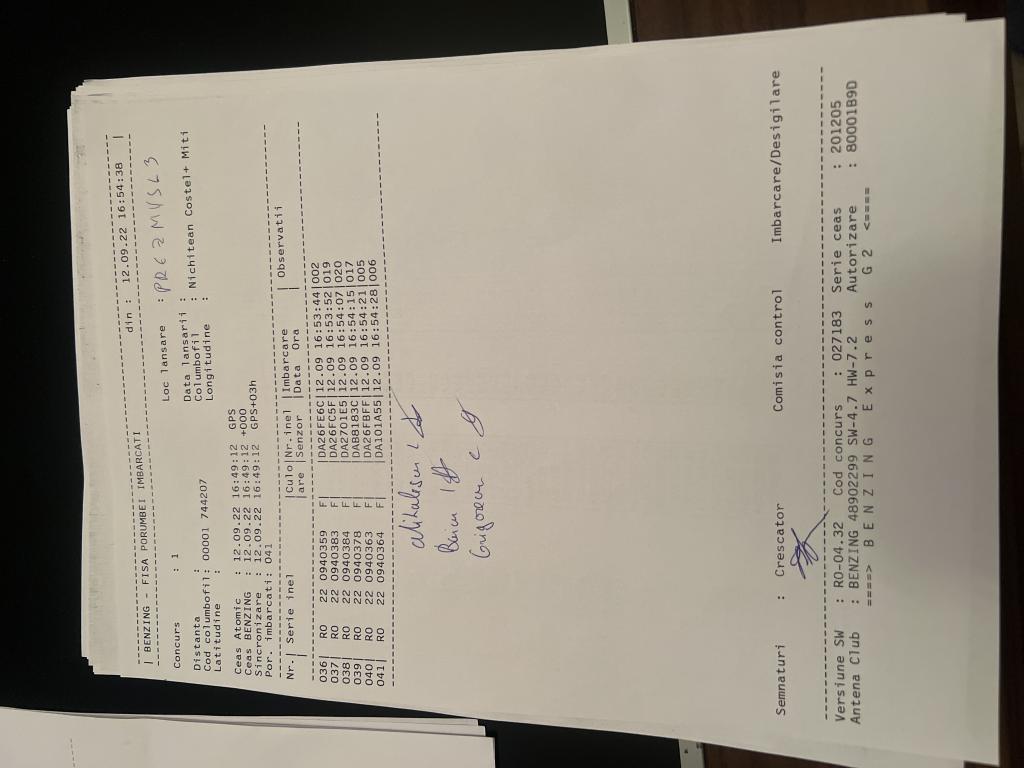 | BENZING - FISA PORUMBEI IMBARCATI din : 12.09.22 16:54:38 |
Concurs : 1 Loc lansare : PREZ MVSL3
Distanta : Data lansarii :
Cod columbofil: 00001 744207 Columbofil : Nichitean Costel+ Miti
Latitudine : Longitudine :
Ceas Atomic : 12.09.22 16:49:12 GPS
Ceas BENZING : 12.09.22 16:49:12 +000
Sincronizare : 12.09.22 16:49:12 GPS+03h
Por. imbarcati: 041
Nr.| Serie inel |Culo|Nr.inel |Imbarcare | Observatii
| |are |Senzor |Data Ora |
036| RO 22 0940359 F| |DA26FE6C|12.09 16:53:44|002
037| RO 22 0940383 F| |DA26FC5F|12.09 16:53:52|019
038| RO 22 0940384 F| |DA2701E5|12.09 16:54:07|020
039| RO 22 0940378 F| |DAB8183C|12.09 16:54:15|017
040| RO 22 0940363 F| |DA26FBFF|12.09 16:54:21|005
041| RO 22 0940364 F| |DA101A55|12.09 16:54:28|006
Semnaturi : Crescator Comisia control Imbarcare/Desigilare
Versiune SW : RO-04.32 Cod concurs : 027183 Serie ceas : 201205
Antena Club : BENZING 48902299 SW-4.7 HW-7.2 Autorizare : 80001B9D
====> B E N Z I N G E x p r e s s G 2 <====